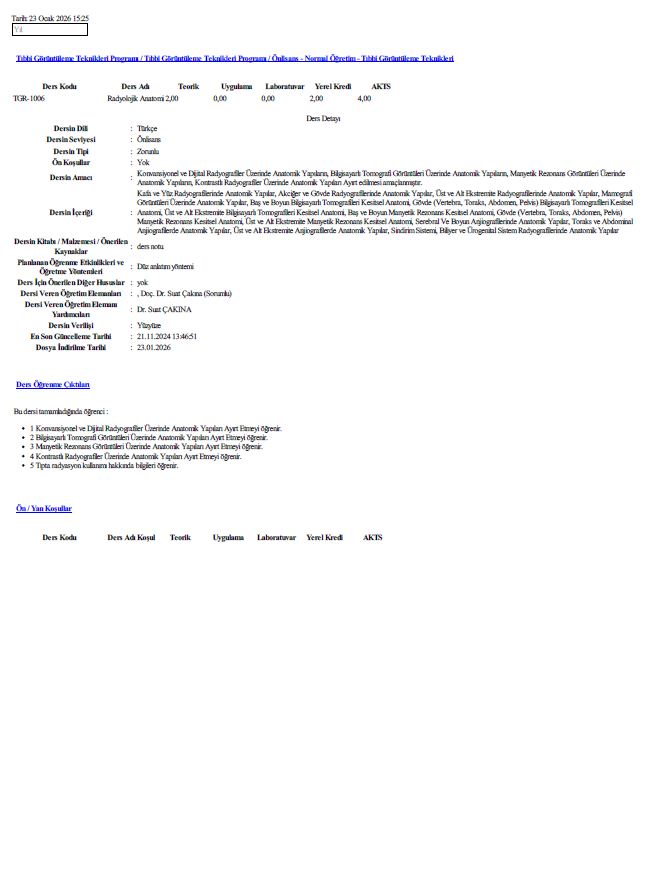 Tarih: 23 Ocak 2026 15:25
Yıl
Tıbbi Görüntüleme Teknikleri Programı / Tıbbi Görüntüleme Teknikleri Programı / Önlisans - Normal Öğretim - Tıbbi Görüntüleme Teknikleri
Ders Kodu Ders Adı Teorik Uygulama Laboratuvar Yerel Kredi AKTS
TGR-1006 Radyolojik Anatomi 2,00 0,00 0,00 2,00 4,00
Ders Detayı
Dersin Dili : Türkçe
Dersin Seviyesi : Önlisans
Dersin Tipi : Zorunlu
Ön Koşullar : Yok
Dersin Amacı : Konvansiyonel ve Dijital Radyografiler Üzerinde Anatomik Yapıların, Bilgisayarlı Tomografi Görüntüleri Üzerinde Anatomik Yapıların, Manyetik Rezonans Görüntüleri Üzerinde
Anatomik Yapıların, Kontrastlı Radyografiler Üzerinde Anatomik Yapıları Ayırt edilmesi amaçlanmıştır.
Kafa ve Yüz Radyografilerinde Anatomik Yapılar, Akciğer ve Gövde Radyografilerinde Anatomik Yapılar, Üst ve Alt Ekstremite Radyografilerinde Anatomik Yapılar, Mamografi
Görüntüleri Üzerinde Anatomik Yapılar, Baş ve Boyun Bilgisayarlı Tomografileri Kesitsel Anatomi, Gövde (Vertebra, Toraks, Abdomen, Pelvis) Bilgisayarlı Tomografileri Kesitsel
Dersin İçeriği : Anatomi, Üst ve Alt Ekstremite Bilgisayarlı Tomografileri Kesitsel Anatomi, Baş ve Boyun Manyetik Rezonans Kesitsel Anatomi, Gövde (Vertebra, Toraks, Abdomen, Pelvis)
Manyetik Rezonans Kesitsel Anatomi, Üst ve Alt Ekstremite Manyetik Rezonans Kesitsel Anatomi, Serebral Ve Boyun Anjiografilerinde Anatomik Yapılar, Toraks ve Abdominal
Anjiografilerde Anatomik Yapılar, Üst ve Alt Ekstremite Anjiografilerinde Anatomik Yapılar, Sindirim Sistemi, Biliyer ve Ürogenital Sistem Radyografilerinde Anatomik Yapılar
Dersin Kitabı / Malzemesi / Önerilen
Kaynaklar : ders notu
Planlanan Öğrenme Etkinlikleri ve
Öğretme Yöntemleri : Düz anlatım yöntemi
Ders İçin Önerilen Diğer Hususlar : yok
Dersi Veren Öğretim Elemanları : , Doç. Dr. Suat Çakına (Sorumlu)
Dersi Veren Öğretim Elemanı
Yardımcıları : Dr. Suat ÇAKINA
Dersin Verilişi : Yüzyüze
En Son Güncelleme Tarihi : 21.11.2024 13:46:51
Dosya İndirilme Tarihi : 23.01.2026
Ders Öğrenme Çıktıları
Bu dersi tamamladığında öğrenci :
• 1 Konvansiyonel ve Dijital Radyografiler Üzerinde Anatomik Yapıları Ayırt Etmeyi öğrenir.
• 2 Bilgisayarlı Tomografi Görüntüleri Üzerinde Anatomik Yapıları Ayırt Etmeyi öğrenir.
• 3 Manyetik Rezonans Görüntüleri Üzerinde Anatomik Yapıları Ayırt Etmeyi öğrenir.
• 4 Kontrastlı Radyografiler Üzerinde Anatomik Yapıları Ayırt Etmeyi öğrenir.
• 5 Tıpta radyasyon kullanımı hakkında bilgileri öğrenir.
Ön / Yan Koşullar
Ders Kodu Ders Adı Koşul Teorik Uygulama Laboratuvar Yerel Kredi AKTS